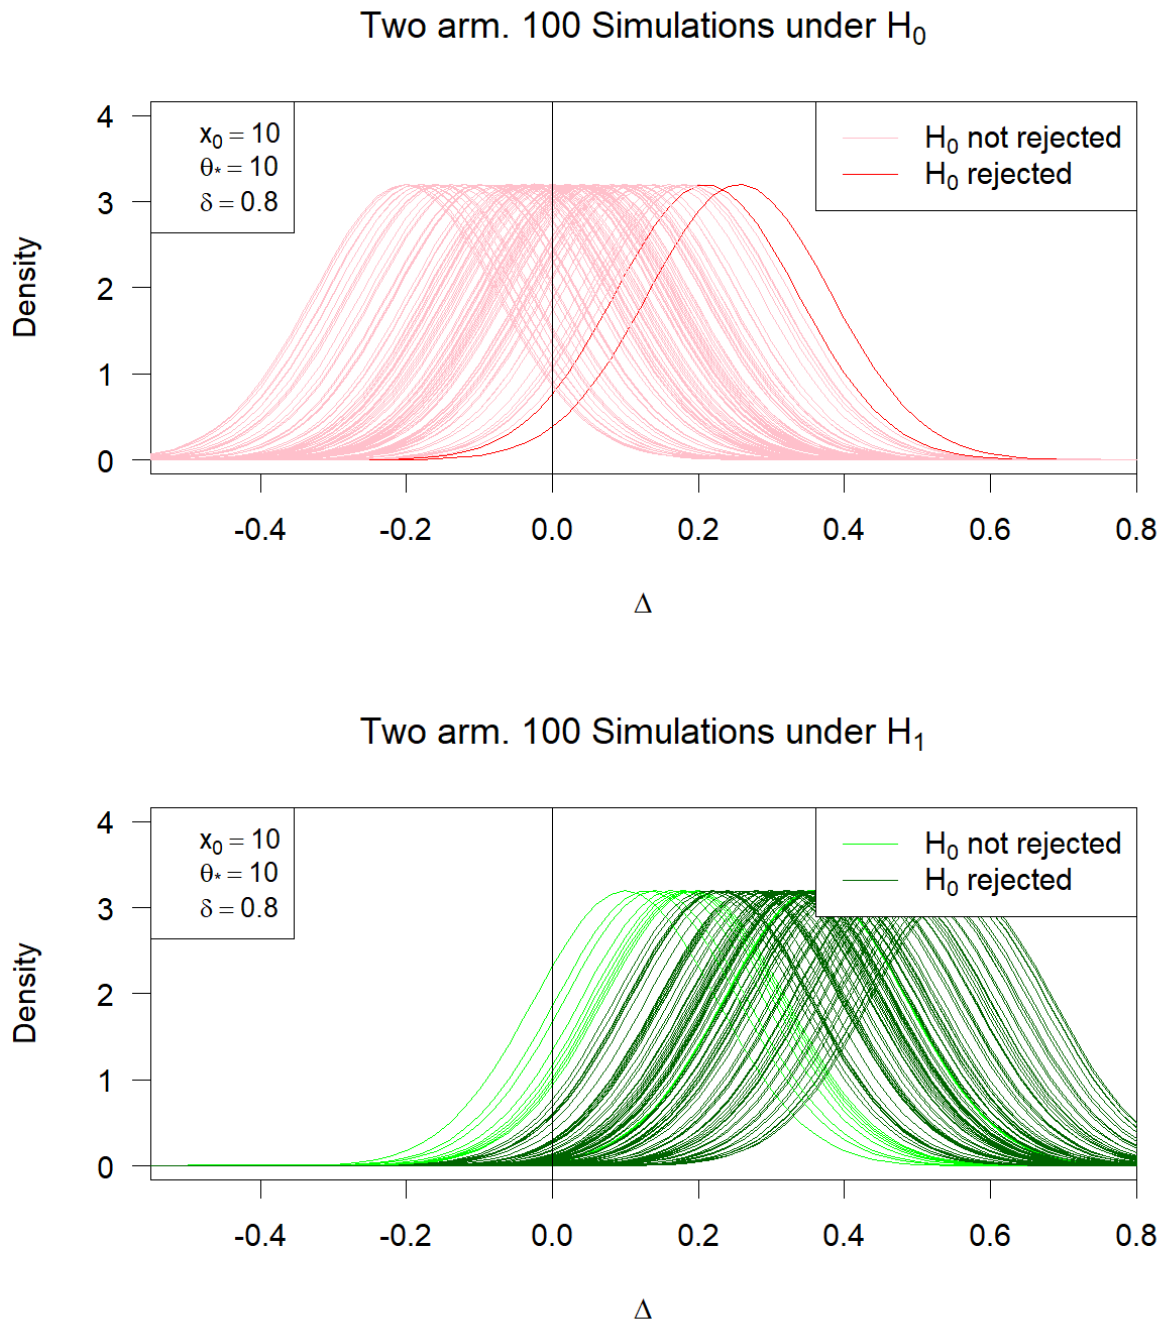 Two arm. 100 Simulations under H₀
x₀ = 10
θ* = 10
δ = 0.8
H₀ not rejected
H₀ rejected
Density
4
3
2
1
0
-0.4 -0.2 0.0 0.2 0.4 0.6 0.8
Δ
Two arm. 100 Simulations under H₁
x₀ = 10
θ* = 10
δ = 0.8
H₀ not rejected
H₀ rejected
Density
4
3
2
1
0
-0.4 -0.2 0.0 0.2 0.4 0.6 0.8
Δ